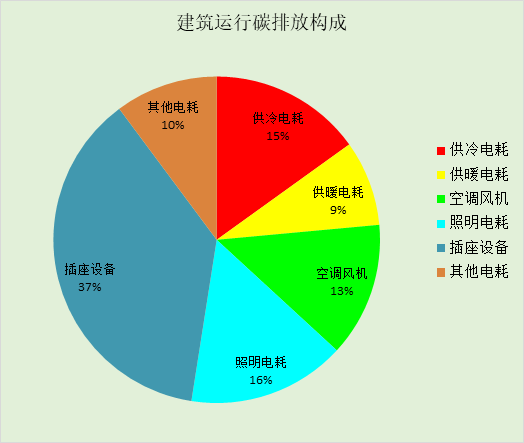 建筑运行碳排放构成
其他电耗
10%
供冷电耗
15%
供暖电耗
9%
空调风机
13%
照明电耗
16%
插座设备
37%
供冷电耗
供暖电耗
空调风机
照明电耗
插座设备
其他电耗